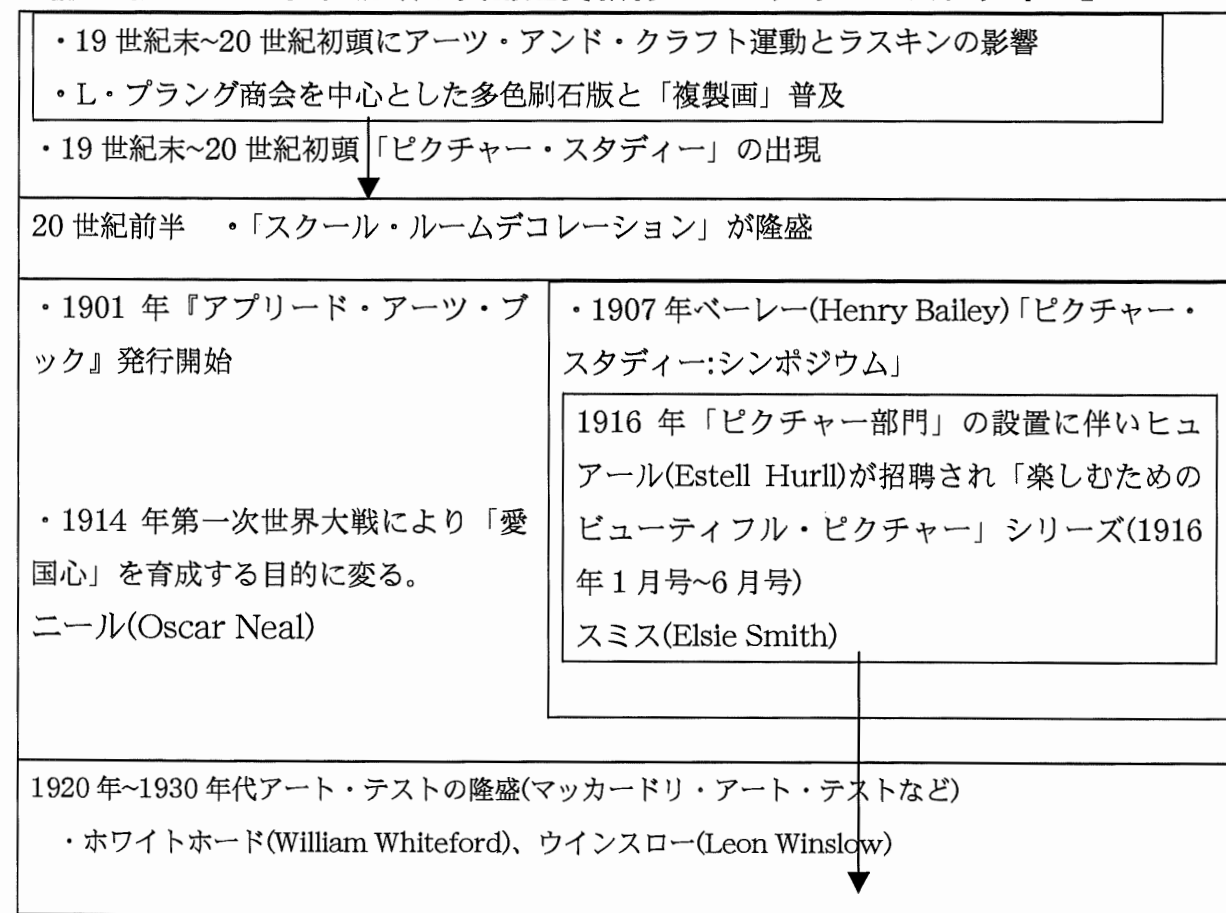 ・19 世紀末~20 世紀初頭にアーツ・アンド・クラフト運動とラスキンの影響
・L・プラング商会を中心とした多色刷石版と「複製画」普及
・19 世紀末~20 世紀初頭「ピクチャー・スタディー」の出現
20 世紀前半 ・「スクール・ルームデコレーション」が隆盛
・1901 年『アプリード・アーツ・ブ
ック』発行開始
・1914 年第一次世界大戦により「愛
国心」を育成する目的に変る。
ニール(Oscar Neal)
・1907 年ベーレー(Henry Bailey)「ピクチャー・
スタディー:シンポジウム」
1916 年「ピクチャー部門」の設置に伴いヒュ
アール(Estell Hurll)が招聘され「楽しむための
ビューティフル・ピクチャー」シリーズ(1916
年 1 月号~6 月号)
スミス(Elsie Smith)
1920 年~1930 年代アート・テストの隆盛(マッカードリ・アート・テストなど)
・ホワイトホード(William Whiteford)、ウインスロー(Leon Winslow)